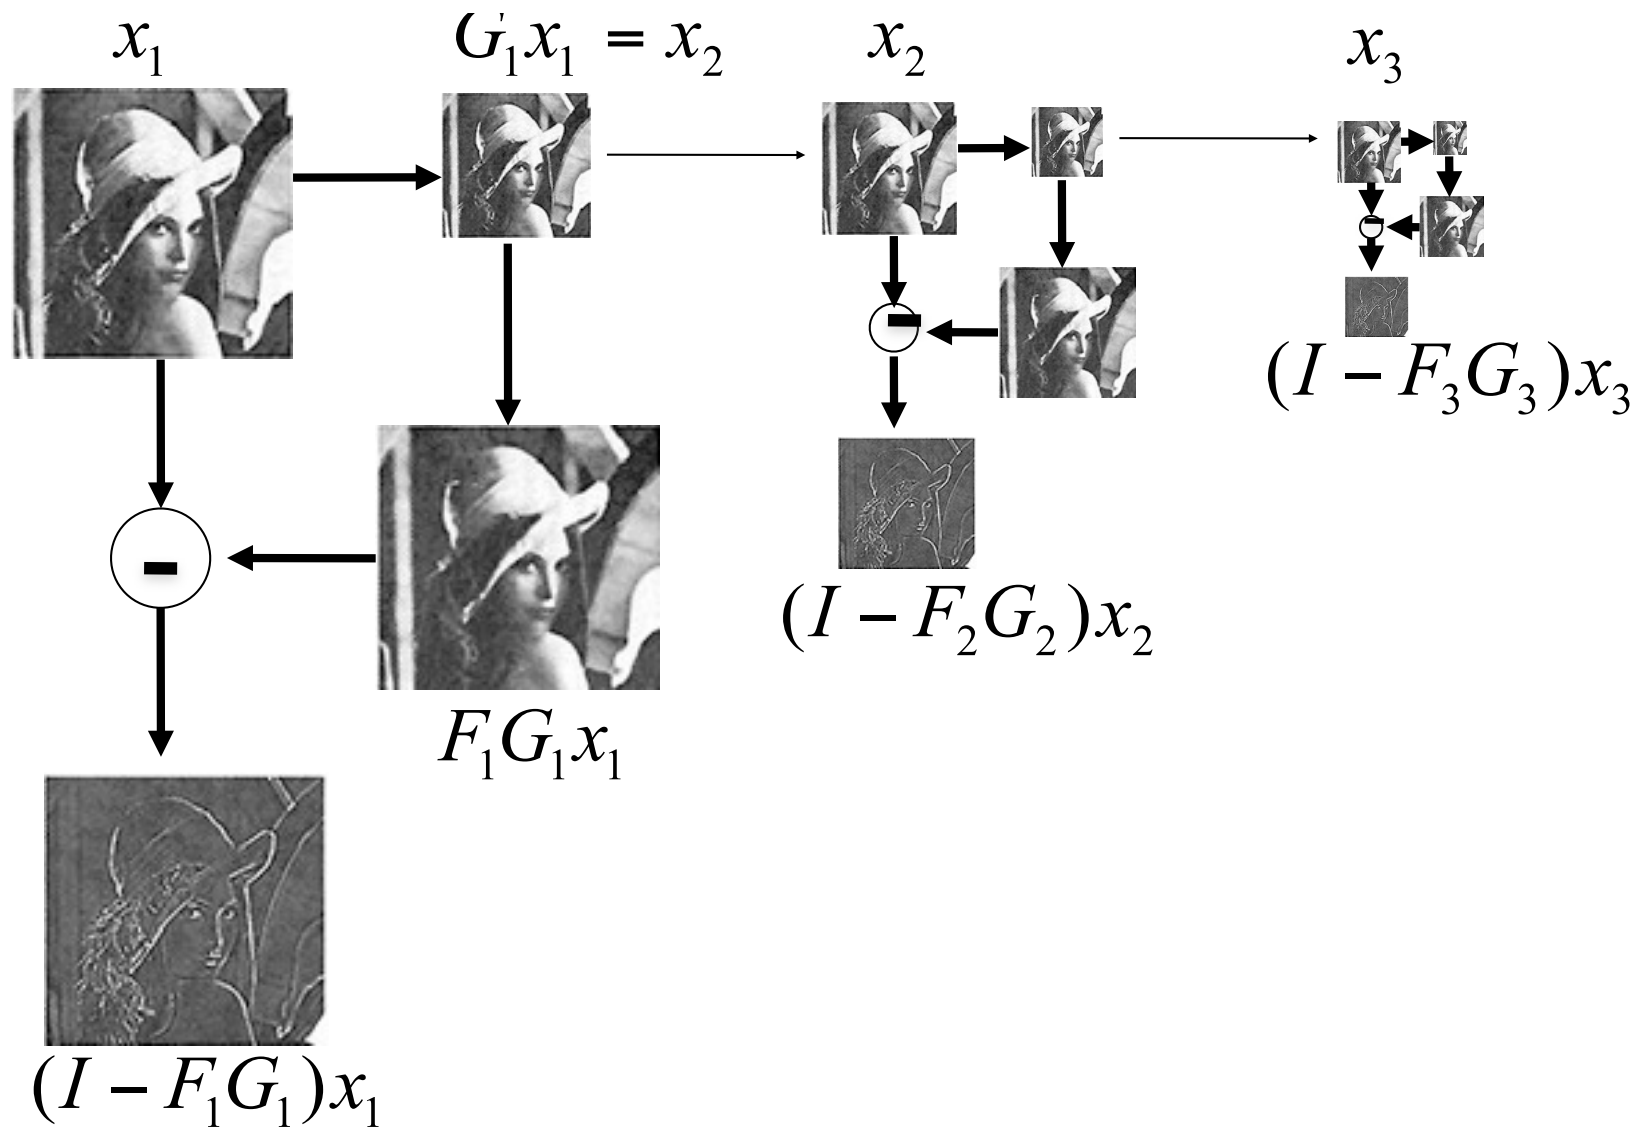 x₁
G₁x₁ = x₂
x₂
x₃
(I − F₃G₃)x₃
(I − F₂G₂)x₂
F₁G₁x₁
(I − F₁G₁)x₁